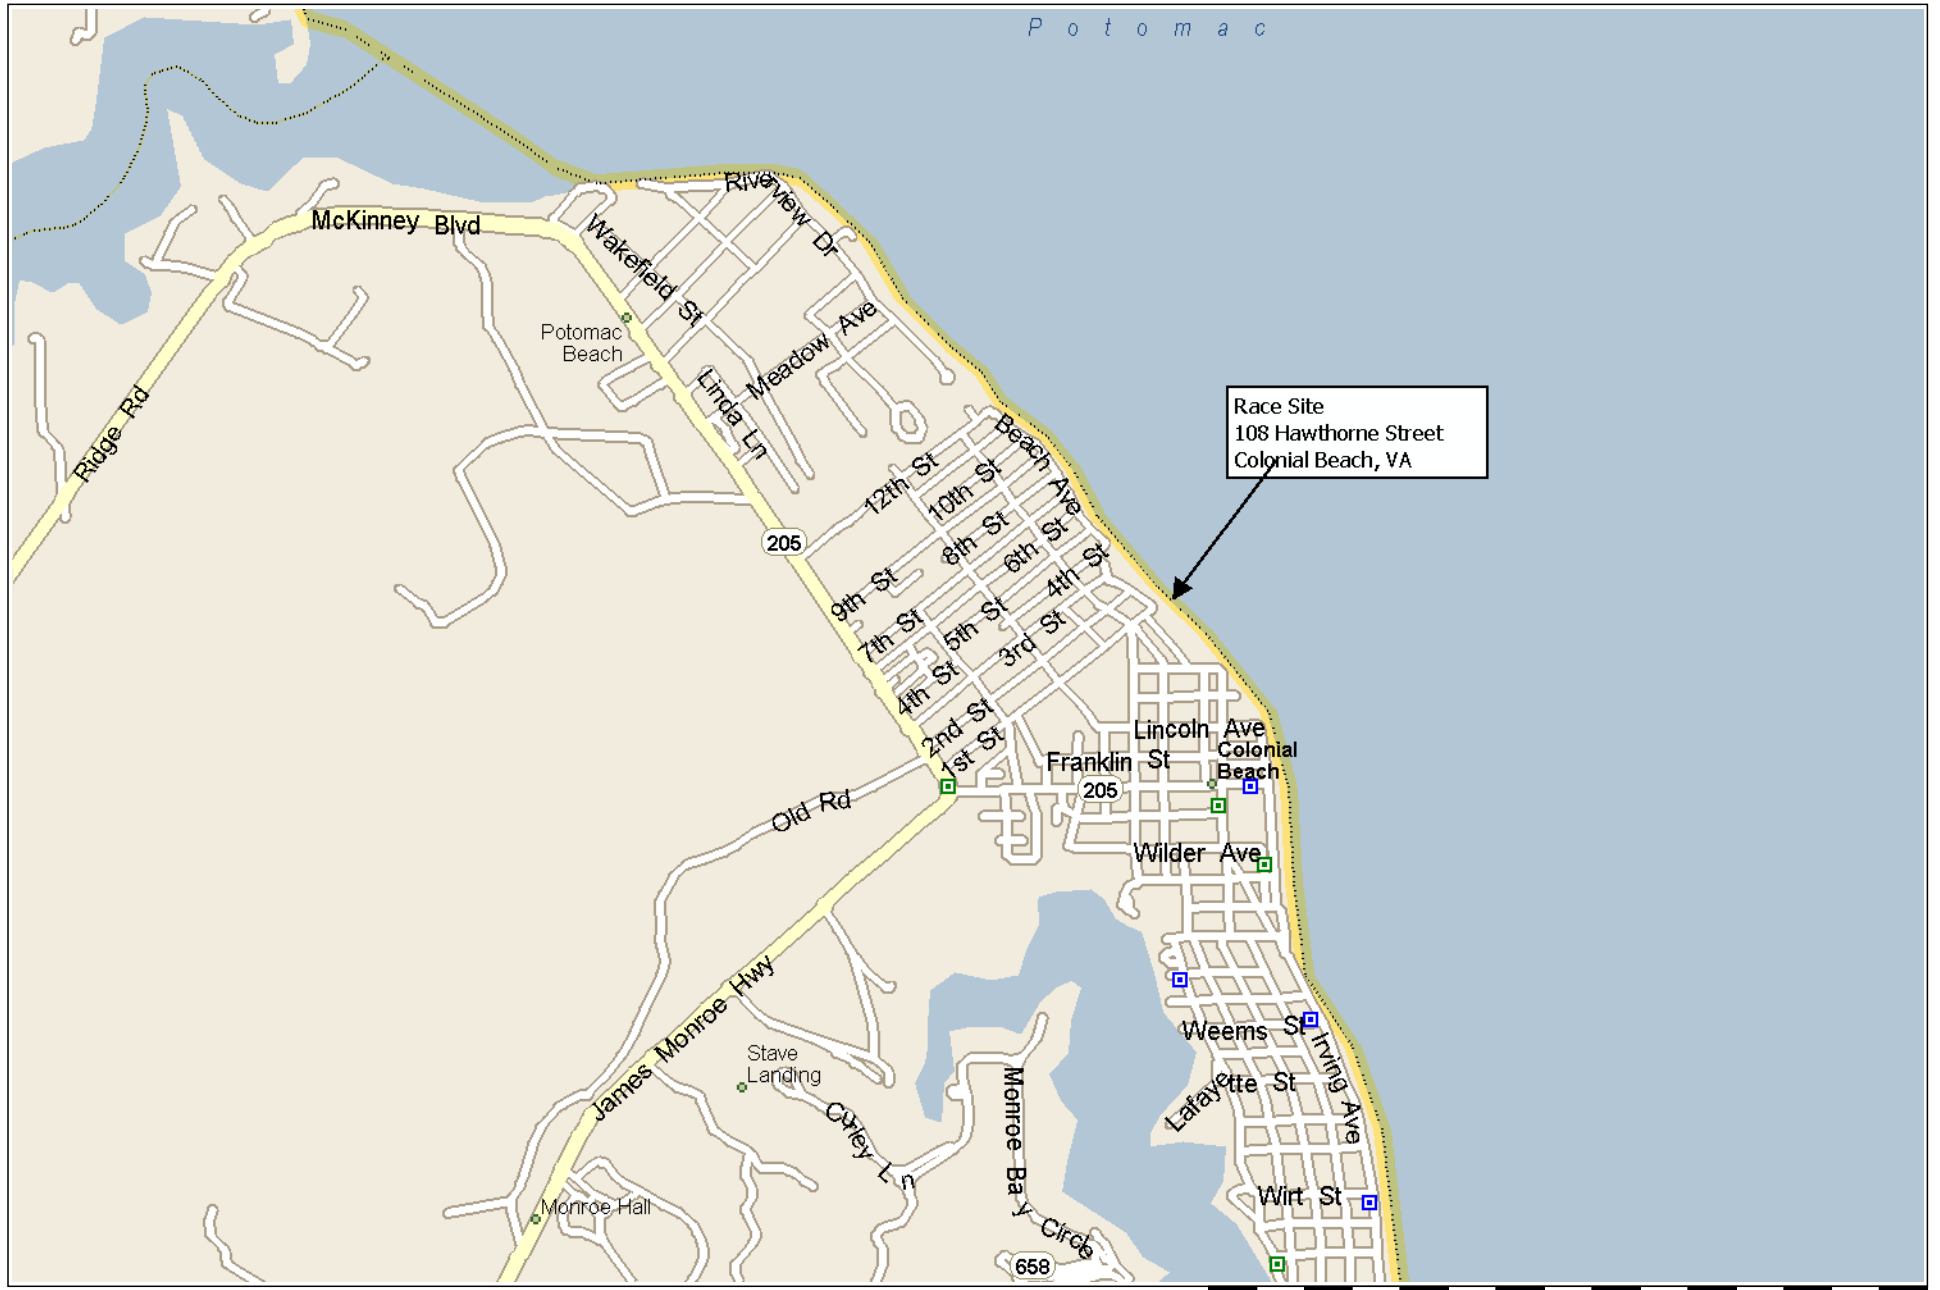 Potomac
Riverview Dr
McKinney Blvd
Wakefield St
Potomac
Beach
Meadow Ave
Linda Ln
Ridge Rd
Race Site
108 Hawthorne Street
Colonial Beach, VA
Beach Ave
12th St
10th St
205
8th St
6th St
4th St
9th St
7th St
5th St
3rd St
4th St
2nd St
1st St
Lincoln Ave
Franklin St
Colonial
Beach
205
Old Rd
Wilder Ave
James Monroe Hwy
Weems St
Irving Ave
Stave
Landing
Lafayette St
Curley Ln
Monroe Bay Circle
Monroe Hall
Wirt St
658